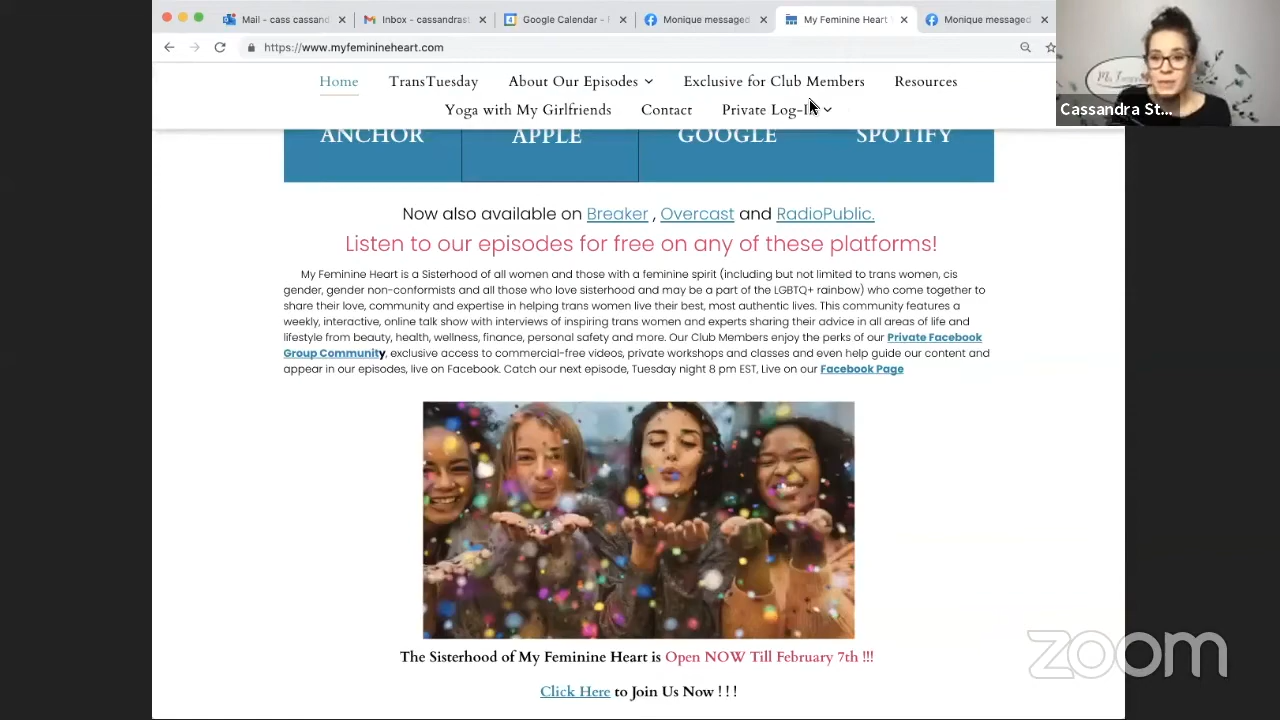 Mail - cass cassand
Inbox - cassandrast
Google Calendar - F
Monique messaged
My Feminine Heart
Monique messaged
https://www.myfeminineheart.com
Home TransTuesday About Our Episodes Exclusive for Club Members Resources
Yoga with My Girlfriends Contact Private Log-In
Cassandra St...
ANCHOR APPLE GOOGLE SPOTIFY
Now also available on Breaker , Overcast and RadioPublic.
Listen to our episodes for free on any of these platforms!
My Feminine Heart is a Sisterhood of all women and those with a feminine spirit (including but not limited to trans women, cis
gender, gender non-conformists and all those who love sisterhood and may be a part of the LGBTQ+ rainbow) who come together to
share their love, community and expertise in helping trans women live their best, most authentic lives. This community features a
weekly, interactive, online talk show with interviews of inspiring trans women and experts sharing their advice in all areas of life and
lifestyle from beauty, health, wellness, finance, personal safety and more. Our Club Members enjoy the perks of our Private Facebook
Group Community, exclusive access to commercial-free videos, private workshops and classes and even help guide our content and
appear in our episodes, live on Facebook. Catch our next episode, Tuesday night 8 pm EST, Live on our Facebook Page
The Sisterhood of My Feminine Heart is Open NOW Till February 7th !!!
Click Here to Join Us Now ! ! !
zoom